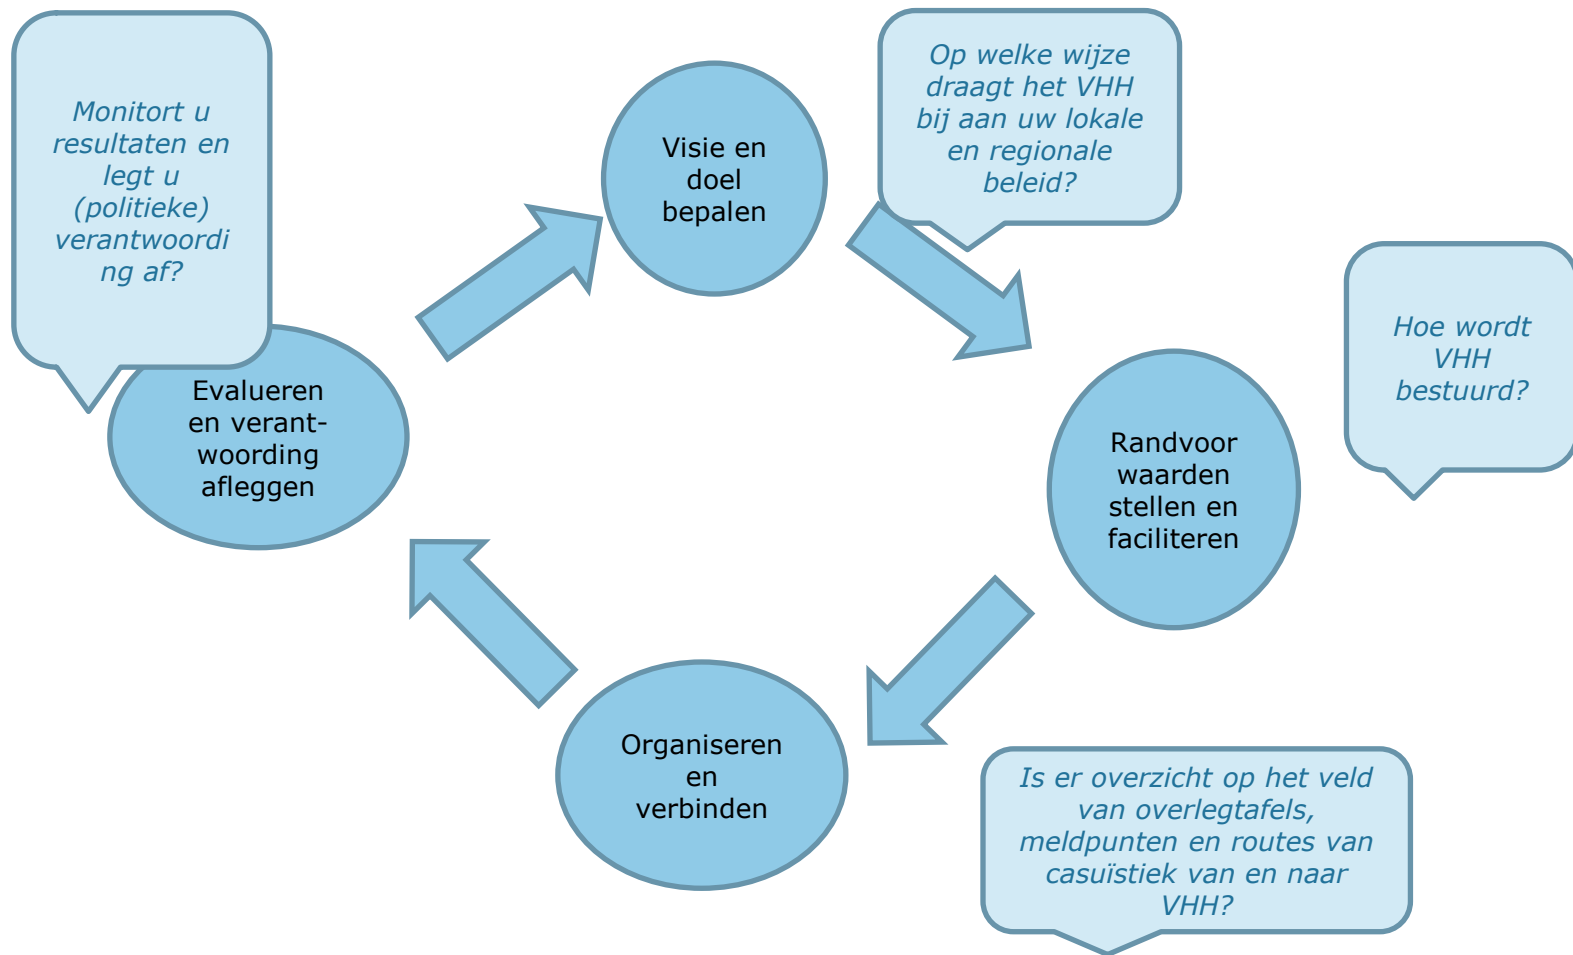 Monitort u
resultaten en
legt u
(politieke)
verantwoordi
ng af?
Visie en
doel
bepalen
Op welke wijze
draagt het VHH
bij aan uw lokale
en regionale
beleid?
Hoe wordt
VHH
bestuurd?
Evalueren
en verant-
woording
afleggen
Randvoor
waarden
stellen en
faciliteren
Organiseren
en
verbinden
Is er overzicht op het veld
van overlegtafels,
meldpunten en routes van
casuïstiek van en naar
VHH?